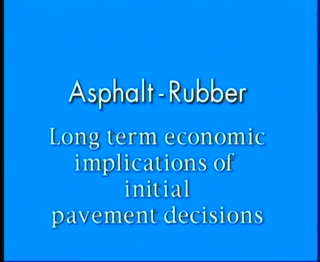 Asphalt-Rubber
Long term economic
implications of
initial
pavement decisions